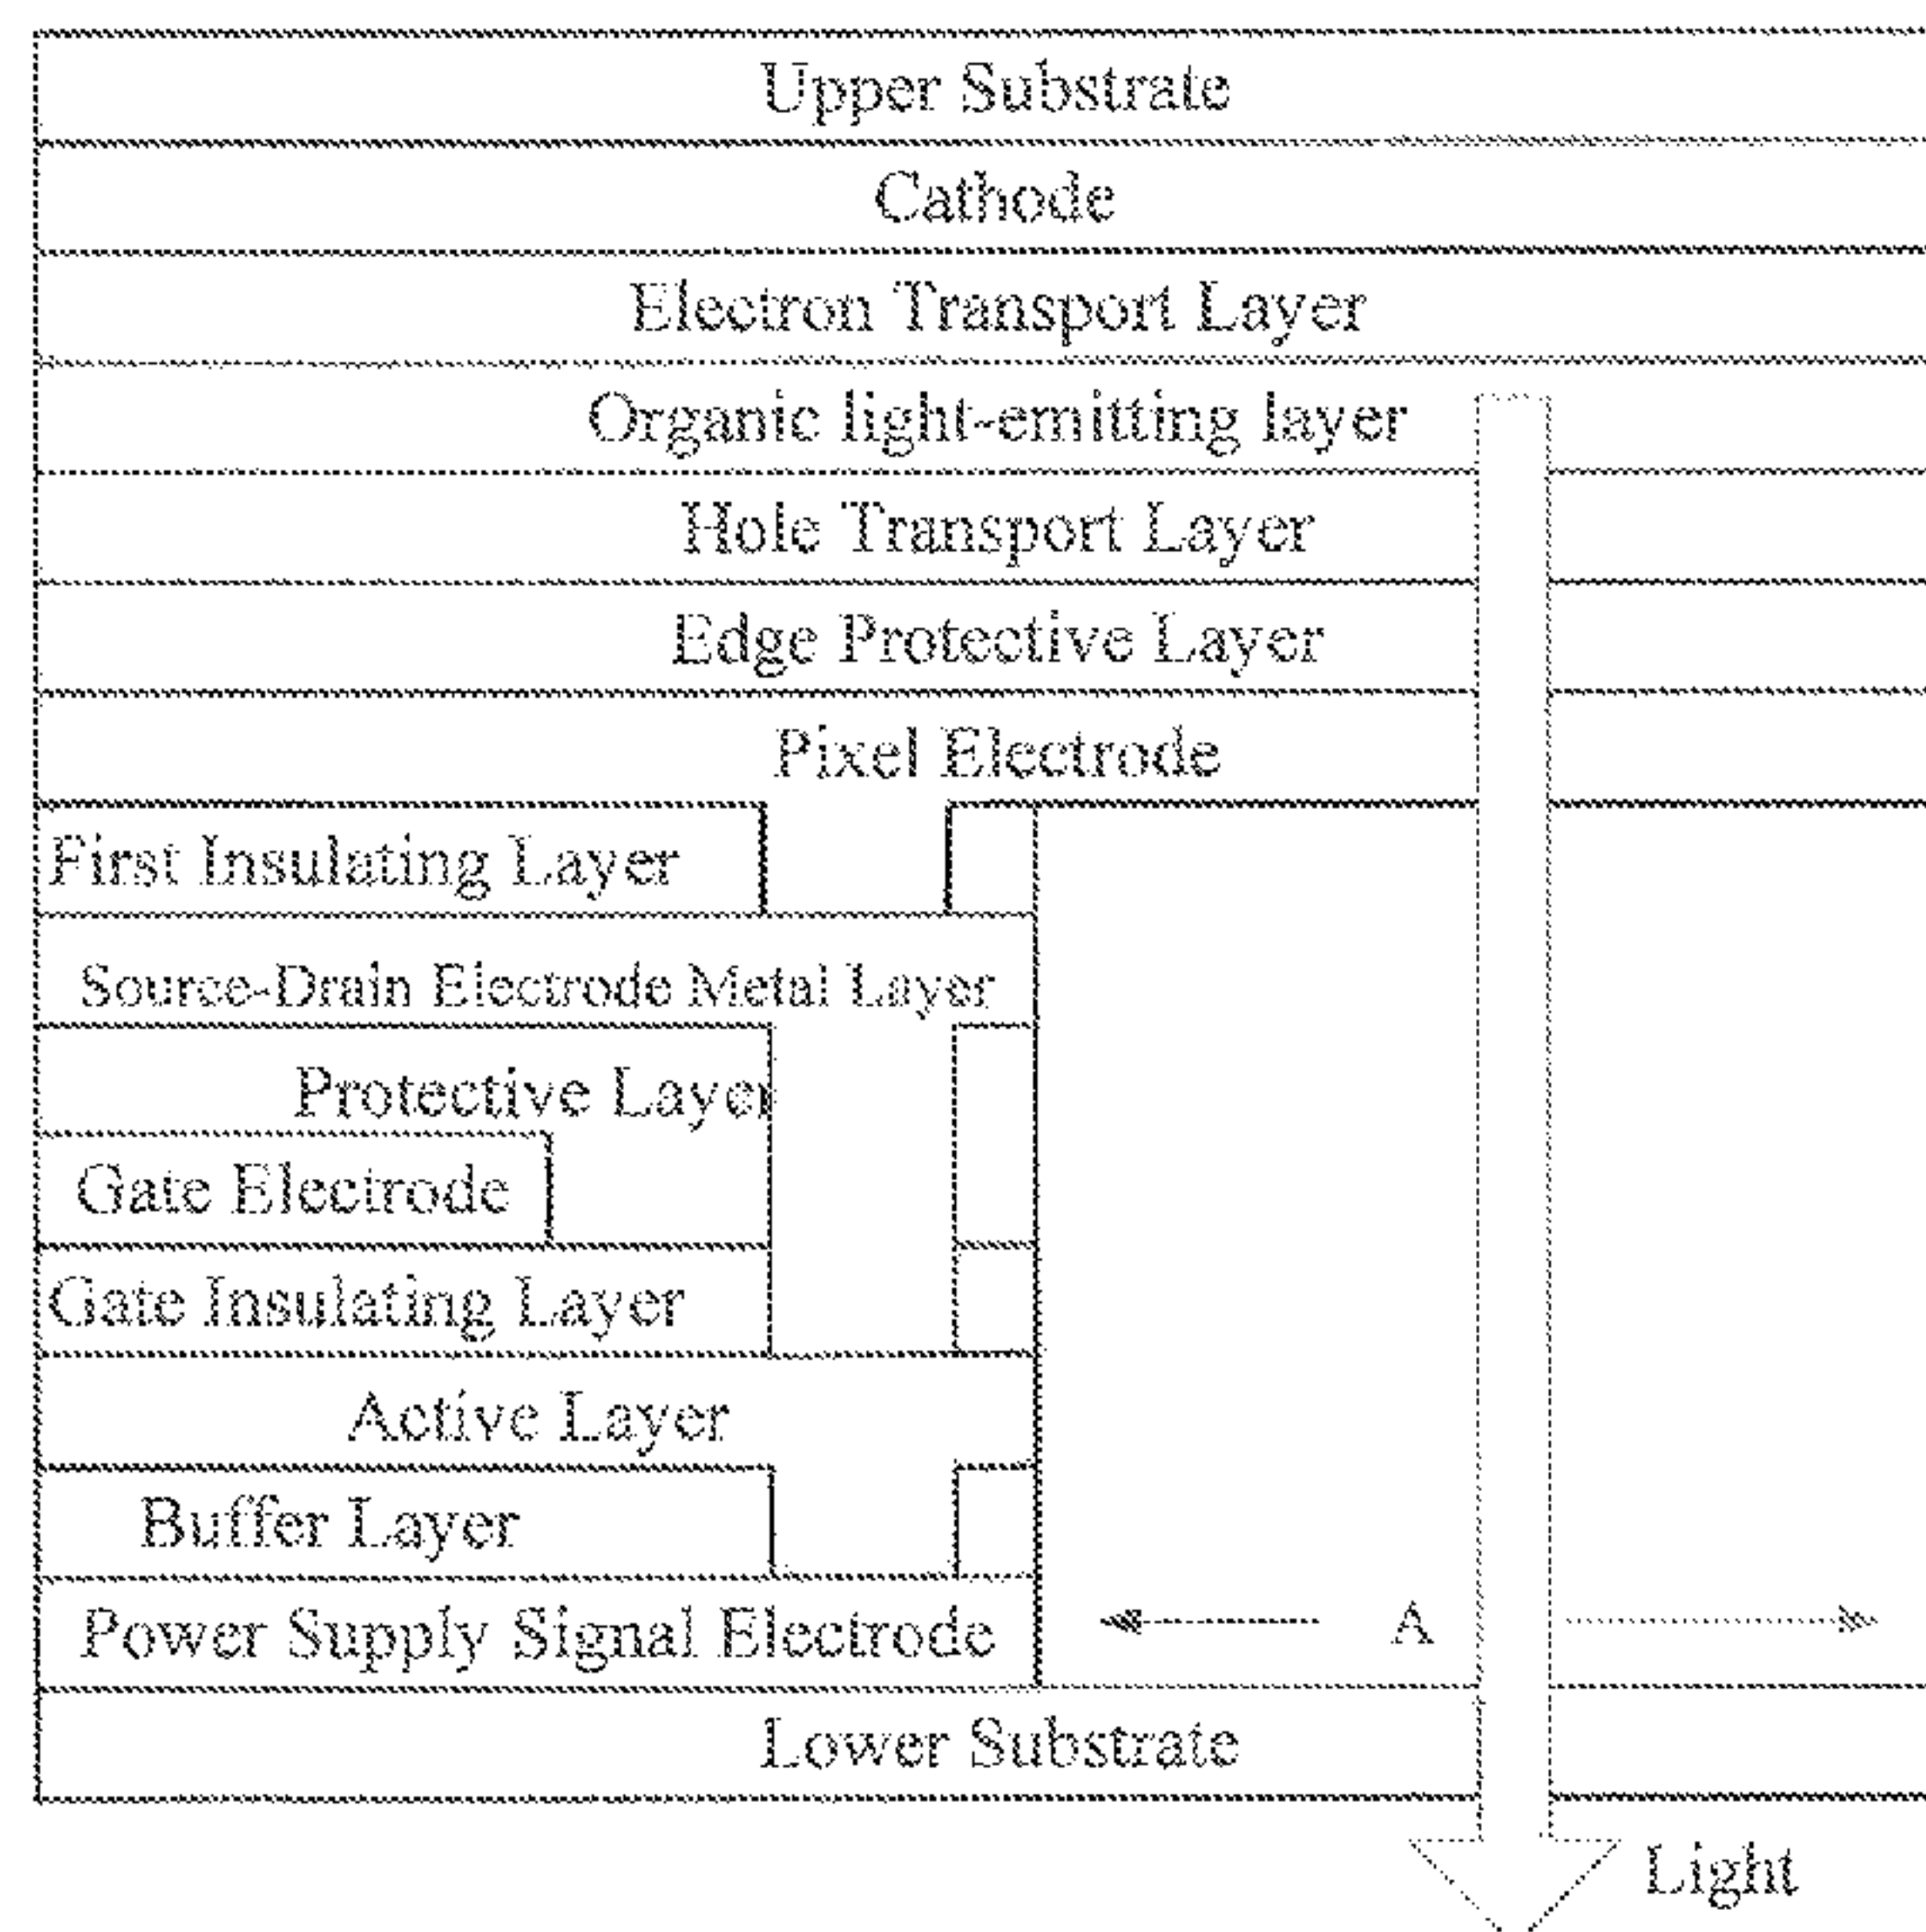 Upper Substrate
Cathode
Electron Transport Layer
Organic light-emitting layer
Hole Transport Layer
Edge Protective Layer
Pixel Electrode
First Insulating Layer
Source-Drain Electrode Metal Layer
Protective Layer
Gate Electrode
Gate Insulating Layer
Active Layer
Buffer Layer
Power Supply Signal Electrode
A
Lower Substrate
Light